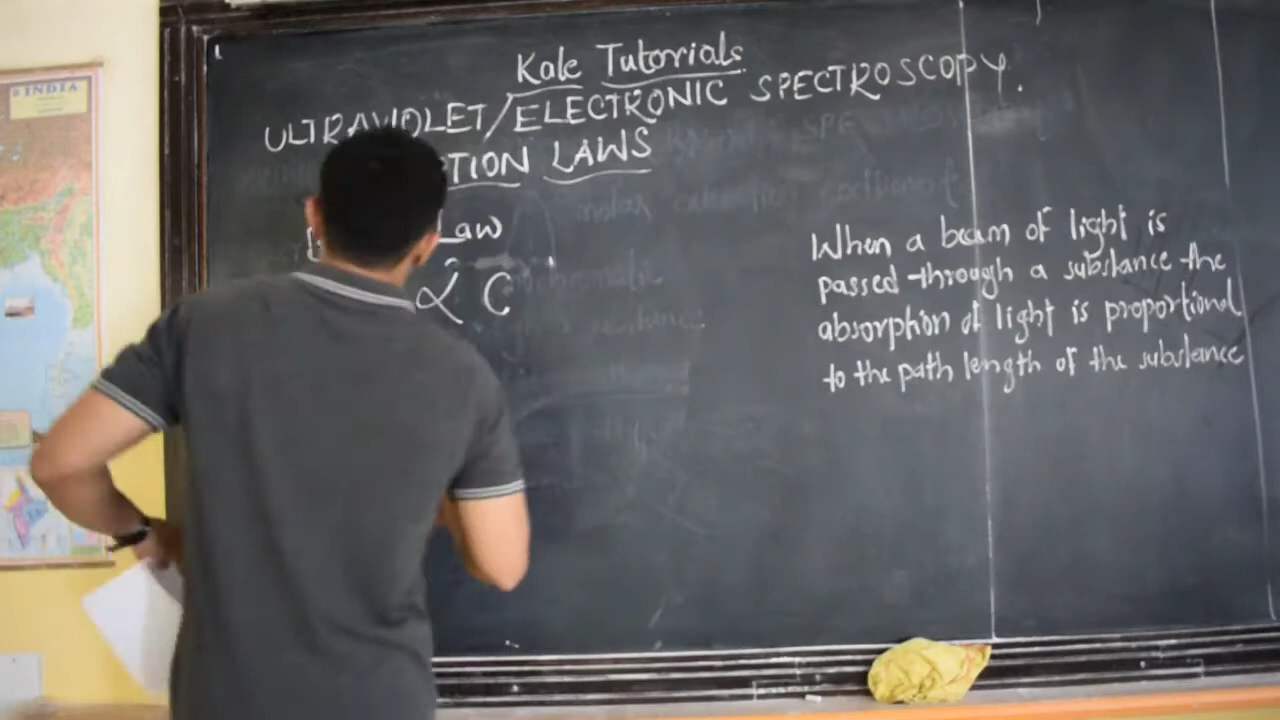 Kale Tutorials
ULTRAVIOLET/ELECTRONIC SPECTROSCOPY.
PTION LAWS
Law
∝ C
When a beam of light is
passed through a substance the
absorption of light is proportional
to the path length of the substance
INDIA